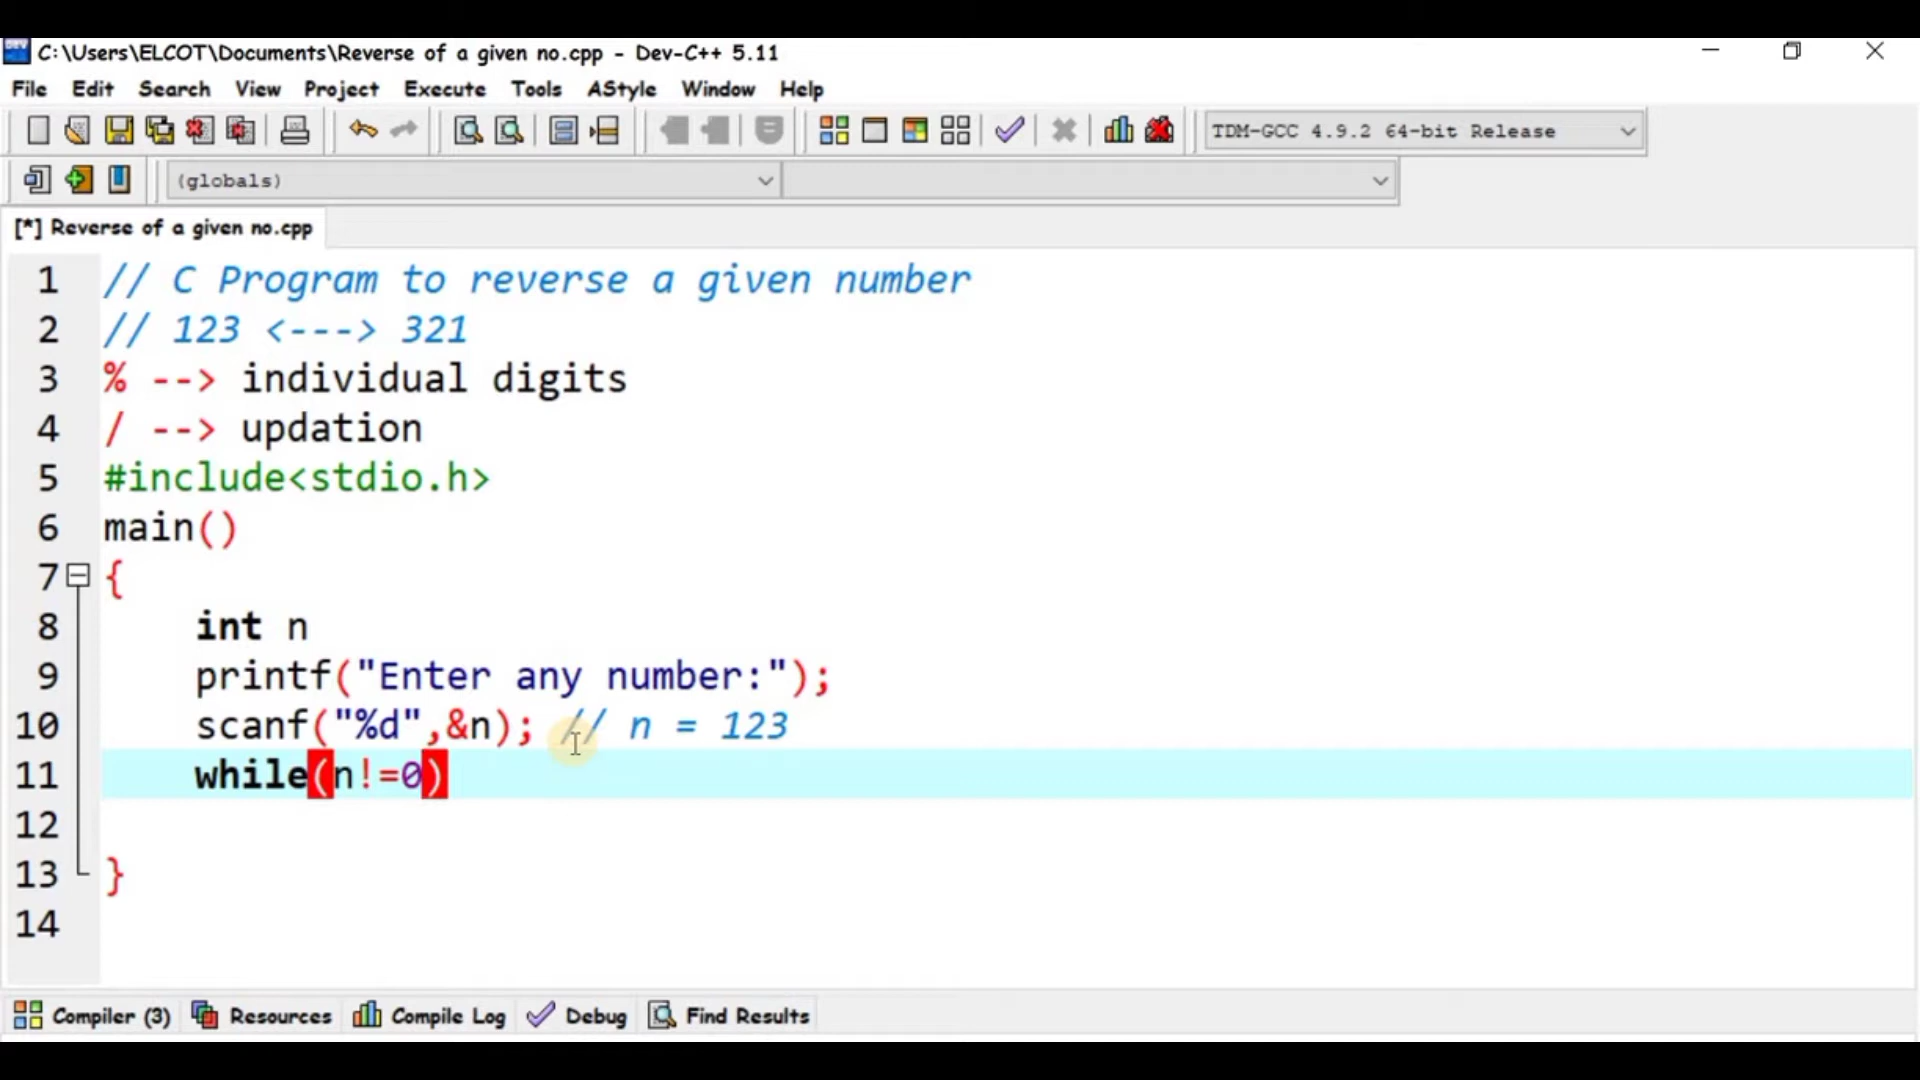 C:\Users\ELCOT\Documents\Reverse of a given no.cpp - Dev-C++ 5.11
File Edit Search View Project Execute Tools AStyle Window Help
TDM-GCC 4.9.2 64-bit Release
(globals)
[*] Reverse of a given no.cpp
1 // C Program to reverse a given number
2 // 123 <---> 321
3 % --> individual digits
4 / --> updation
5 #include<stdio.h>
6 main()
7 {
8 int n
9 printf("Enter any number:");
10 scanf("%d",&n); // n = 123
11 while(n!=0)
12
13 }
14
Compiler (3) Resources Compile Log Debug Find Results